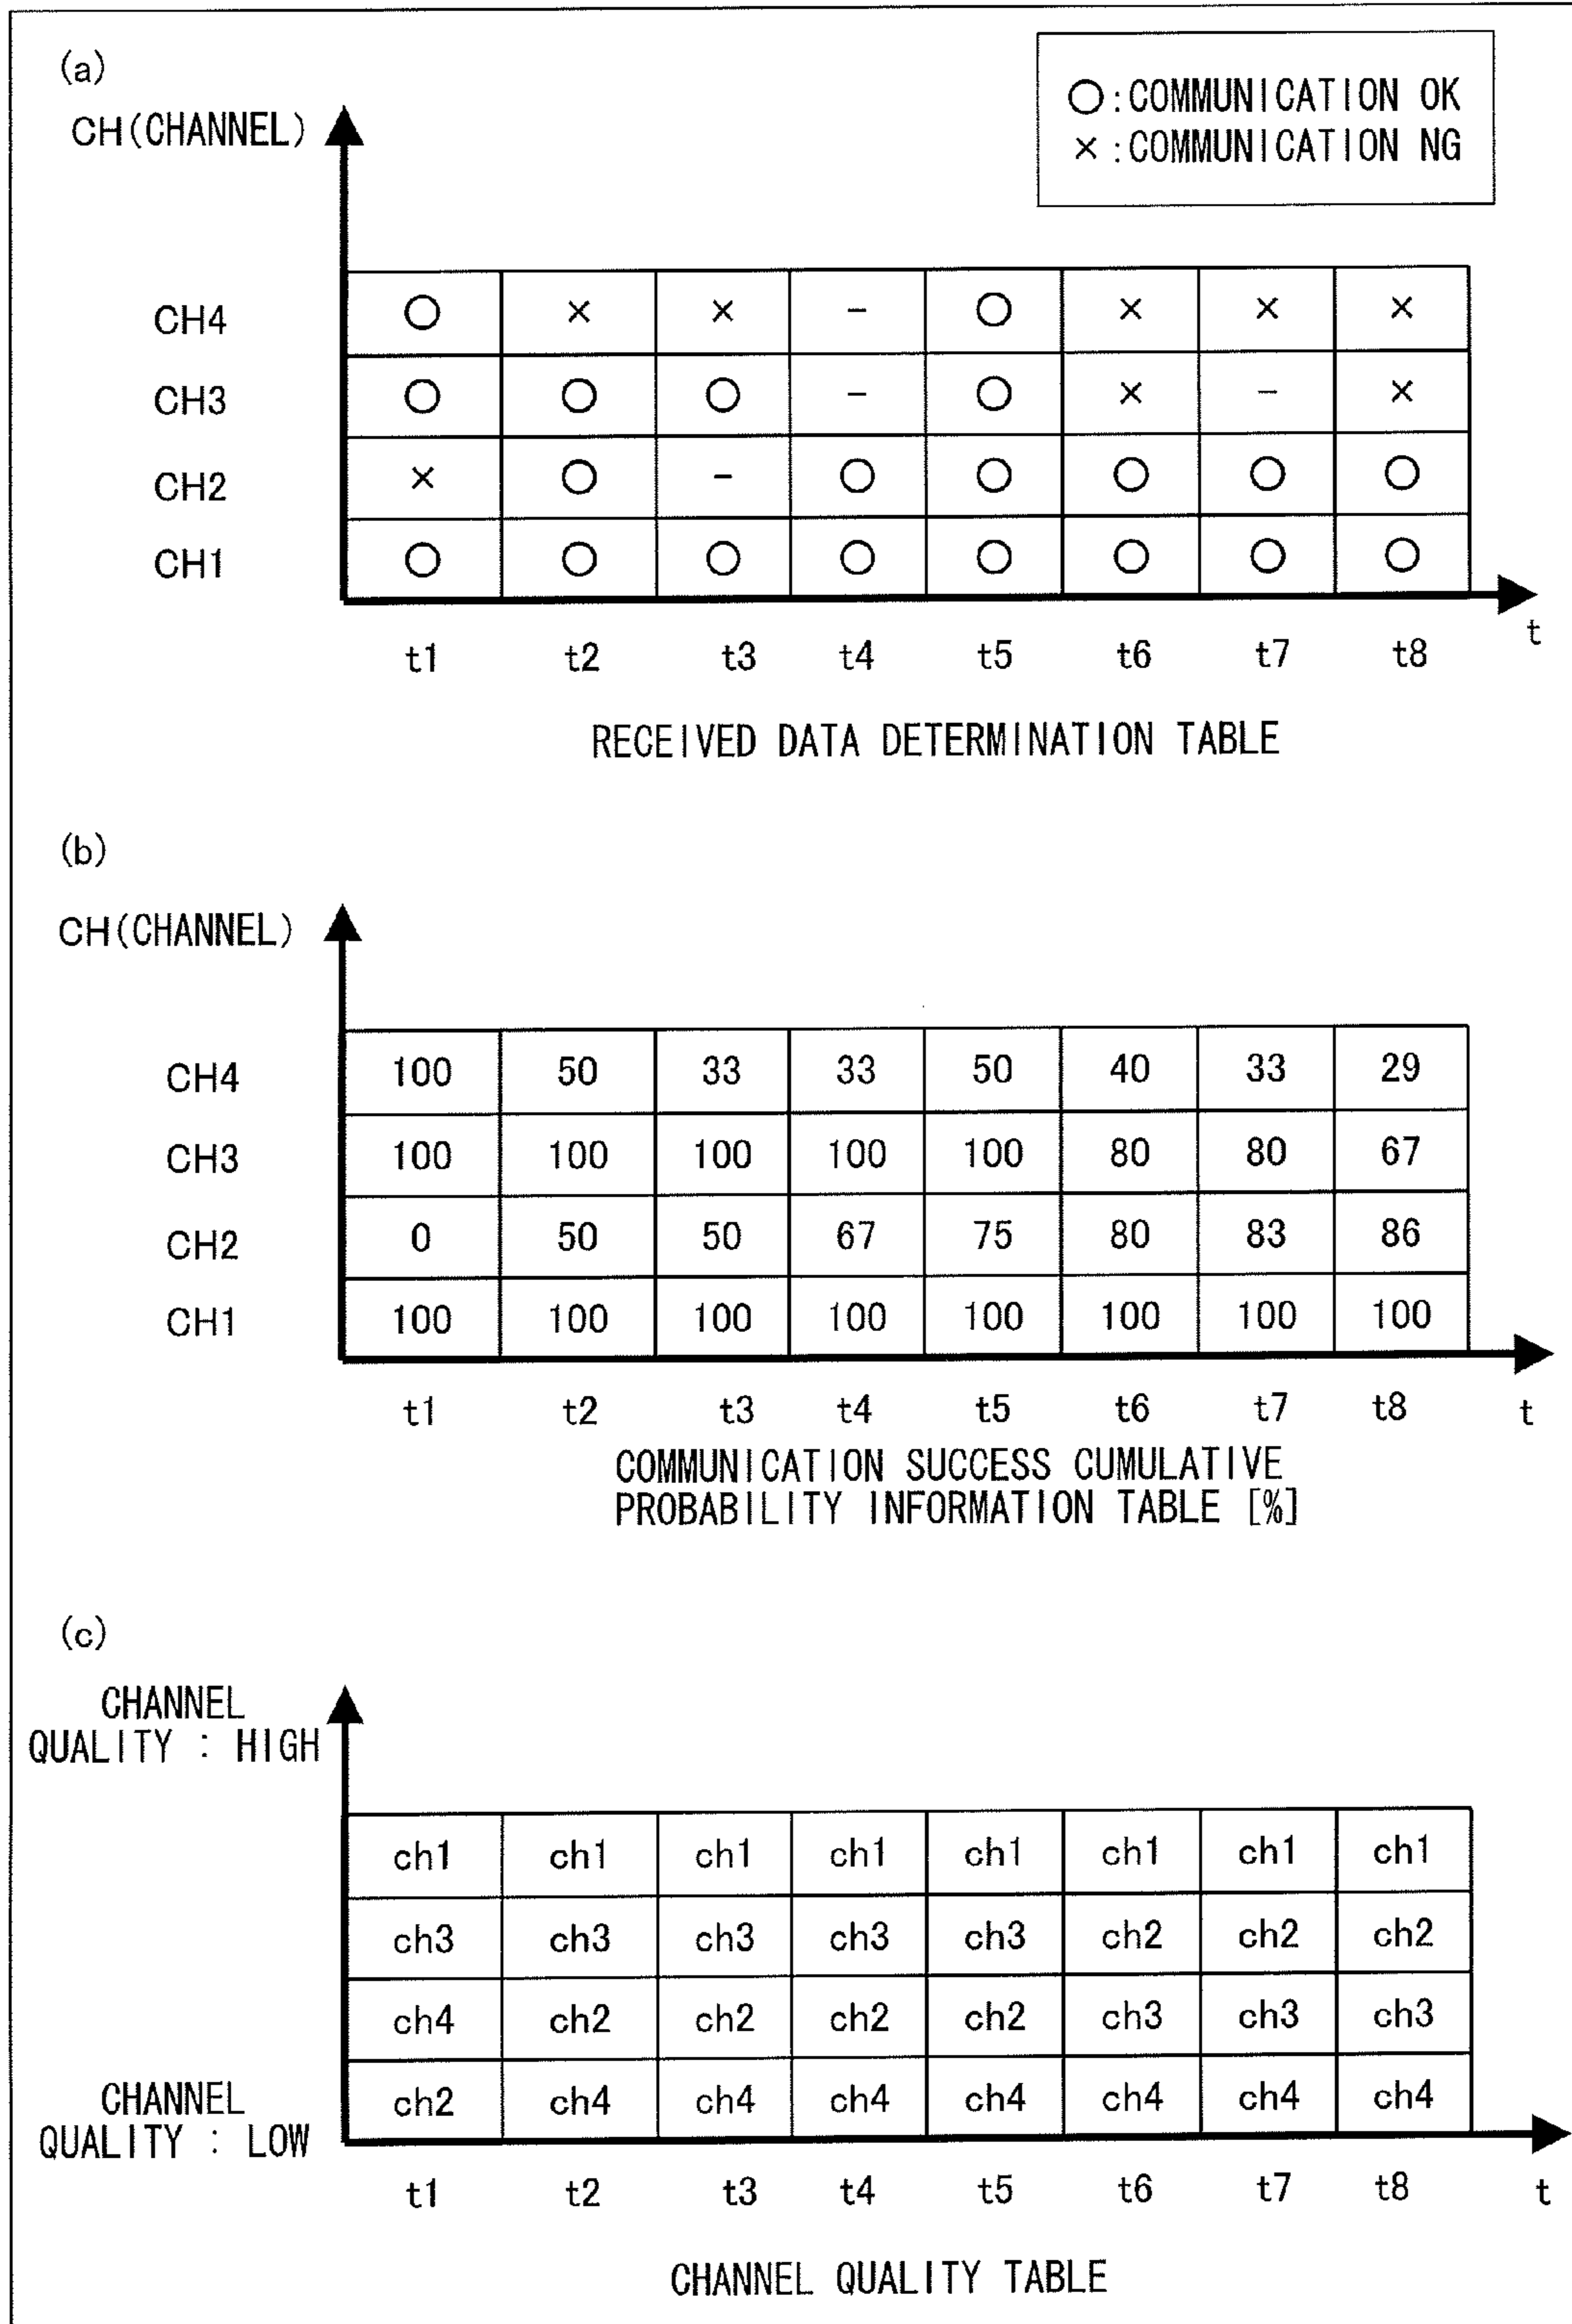 (a)
CH(CHANNEL)
○:COMMUNICATION OK
×:COMMUNICATION NG
CH4 ○ × × - ○ × × ×
CH3 ○ ○ ○ - ○ × - ×
CH2 × ○ - ○ ○ ○ ○ ○
CH1 ○ ○ ○ ○ ○ ○ ○ ○
t1 t2 t3 t4 t5 t6 t7 t8 t
RECEIVED DATA DETERMINATION TABLE
(b)
CH(CHANNEL)
CH4 100 50 33 33 50 40 33 29
CH3 100 100 100 100 100 80 80 67
CH2 0 50 50 67 75 80 83 86
CH1 100 100 100 100 100 100 100 100
t1 t2 t3 t4 t5 t6 t7 t8 t
COMMUNICATION SUCCESS CUMULATIVE
PROBABILITY INFORMATION TABLE [%]
(c)
CHANNEL
QUALITY : HIGH
ch1 ch1 ch1 ch1 ch1 ch1 ch1 ch1
ch3 ch3 ch3 ch3 ch3 ch2 ch2 ch2
ch4 ch2 ch2 ch2 ch2 ch3 ch3 ch3
ch2 ch4 ch4 ch4 ch4 ch4 ch4 ch4
CHANNEL
QUALITY : LOW
t1 t2 t3 t4 t5 t6 t7 t8 t
CHANNEL QUALITY TABLE